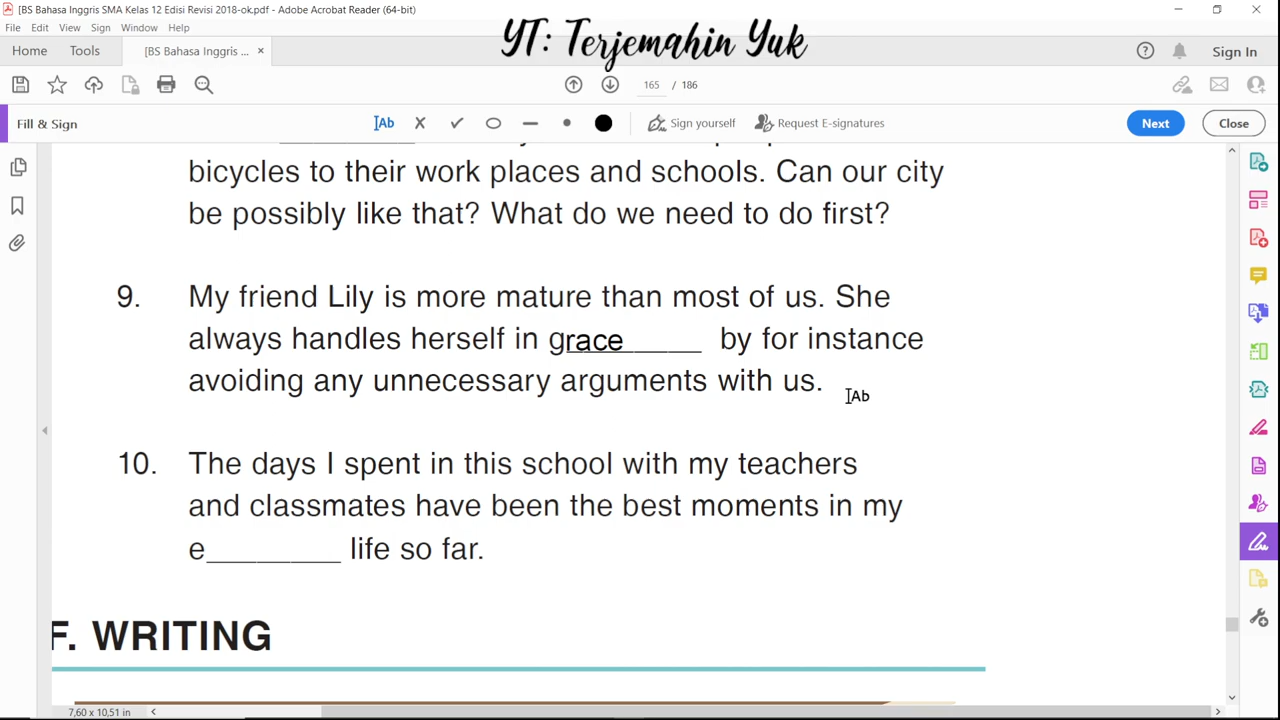 [BS Bahasa Inggris SMA Kelas 12 Edisi Revisi 2018-ok.pdf - Adobe Acrobat Reader (64-bit)
YT: Terjemahin Yuk
File Edit View Sign Window Help
Home Tools [BS Bahasa Inggris ... × Sign In
165 / 186
Fill & Sign IAb Sign yourself Request E-signatures Next Close
bicycles to their work places and schools. Can our city
be possibly like that? What do we need to do first?
9. My friend Lily is more mature than most of us. She
always handles herself in grace_____ by for instance
avoiding any unnecessary arguments with us.
IAb
10. The days I spent in this school with my teachers
and classmates have been the best moments in my
e________ life so far.
F. WRITING
7,60 x 10,51 in